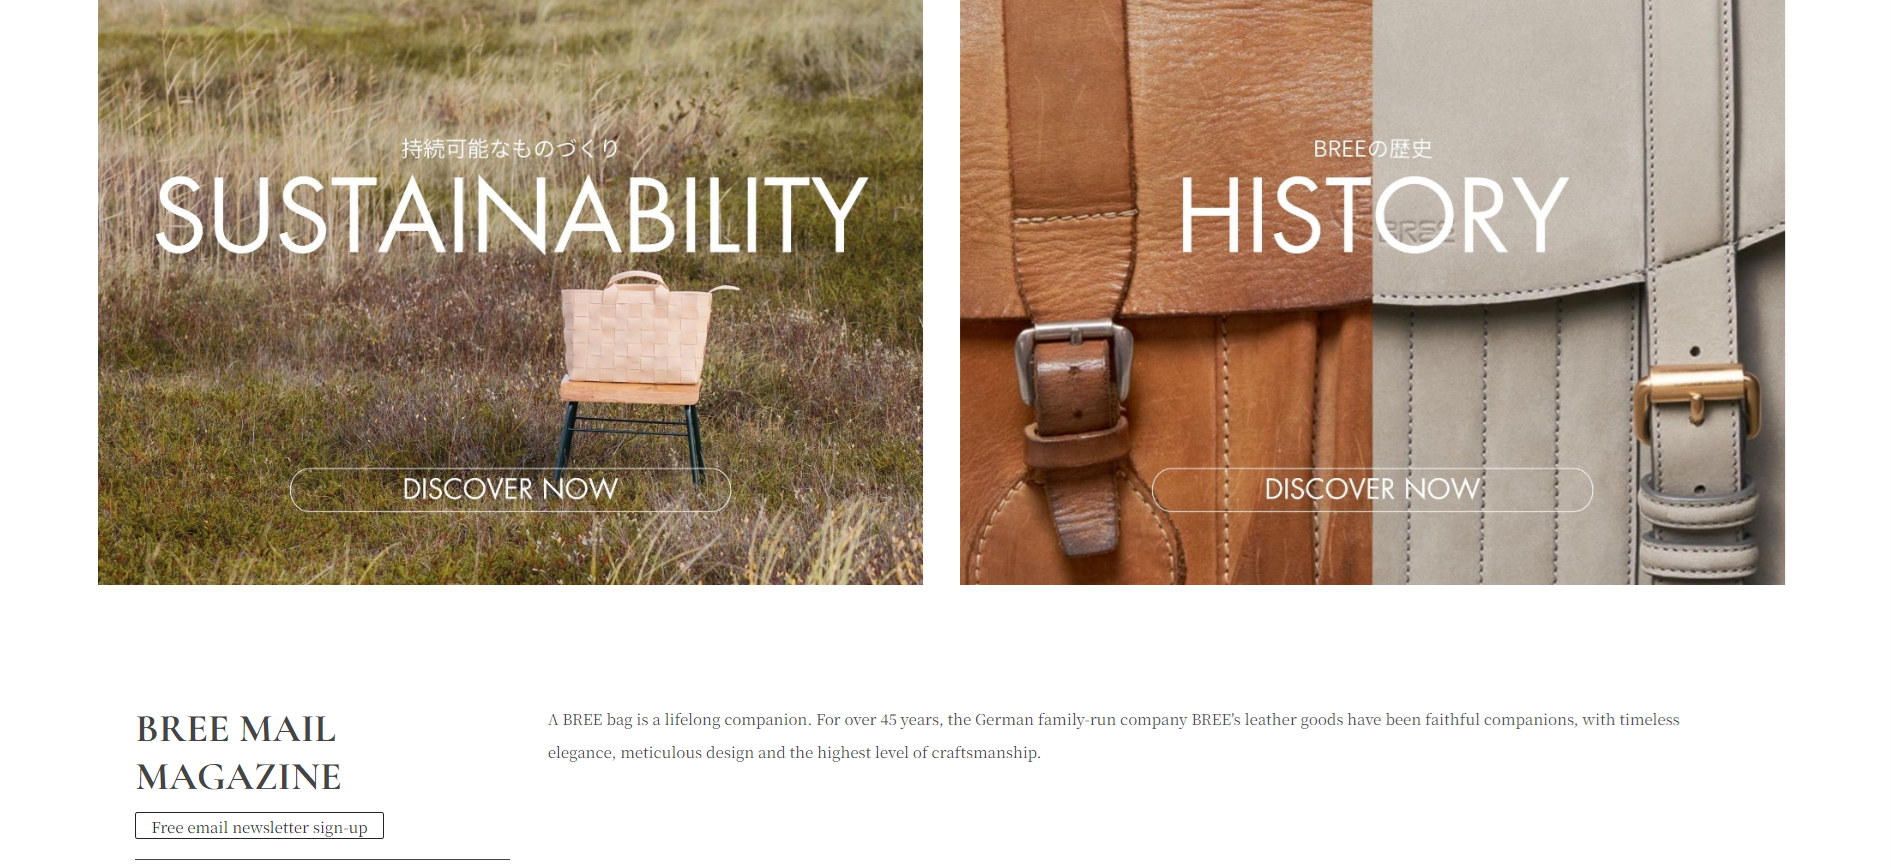 持続可能なものづくり
SUSTAINABILITY
DISCOVER NOW
BREEの歴史
HISTORY
BREE
DISCOVER NOW
BREE MAIL
MAGAZINE
Free email newsletter sign-up
A BREE bag is a lifelong companion. For over 45 years, the German family-run company BREE's leather goods have been faithful companions, with timeless
elegance, meticulous design and the highest level of craftsmanship.